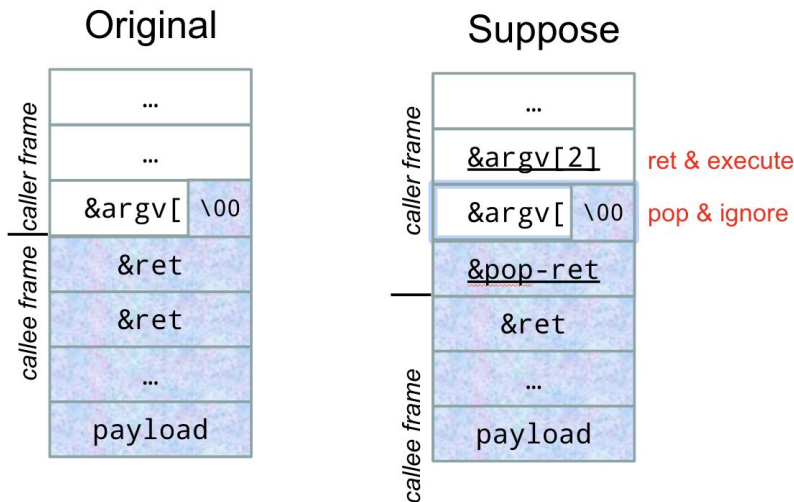 Original
caller frame
callee frame
…
…
&argv[ \00
&ret
&ret
…
payload
Suppose
caller frame
callee frame
…
&argv[2] ret & execute
&argv[ \00 pop & ignore
&pop-ret
&ret
…
payload